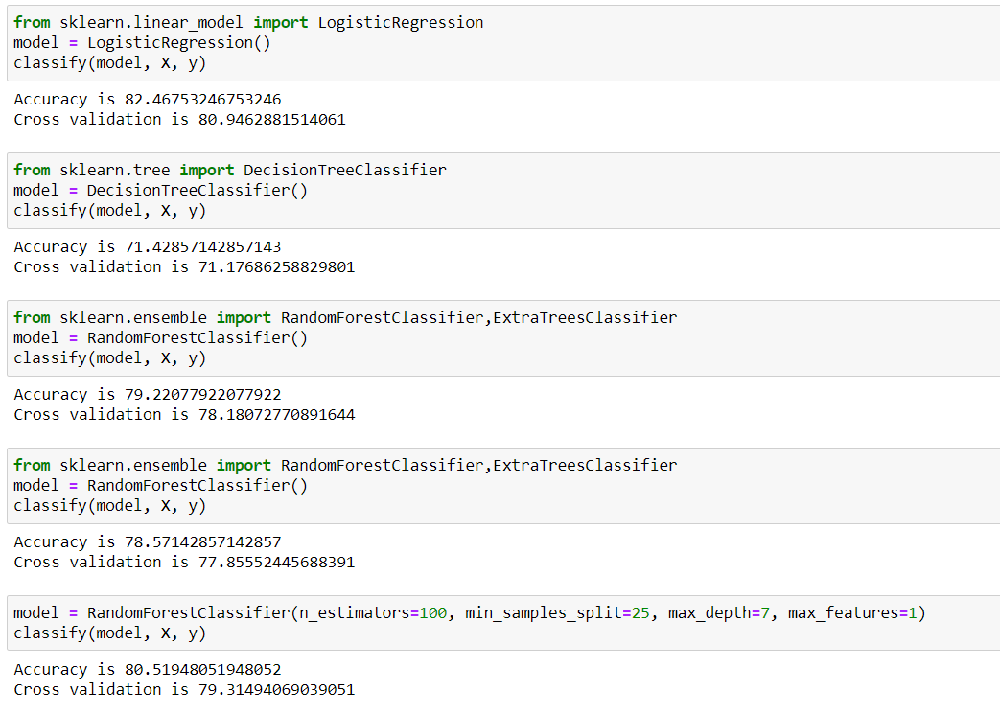 from sklearn.linear_model import LogisticRegression
model = LogisticRegression()
classify(model, X, y)
Accuracy is 82.46753246753246
Cross validation is 80.9462881514061
from sklearn.tree import DecisionTreeClassifier
model = DecisionTreeClassifier()
classify(model, X, y)
Accuracy is 71.42857142857143
Cross validation is 71.17686258829801
from sklearn.ensemble import RandomForestClassifier,ExtraTreesClassifier
model = RandomForestClassifier()
classify(model, X, y)
Accuracy is 79.22077922077922
Cross validation is 78.18072770891644
from sklearn.ensemble import RandomForestClassifier,ExtraTreesClassifier
model = RandomForestClassifier()
classify(model, X, y)
Accuracy is 78.57142857142857
Cross validation is 77.85552445688391
model = RandomForestClassifier(n_estimators=100, min_samples_split=25, max_depth=7, max_features=1)
classify(model, X, y)
Accuracy is 80.51948051948052
Cross validation is 79.31494069039051